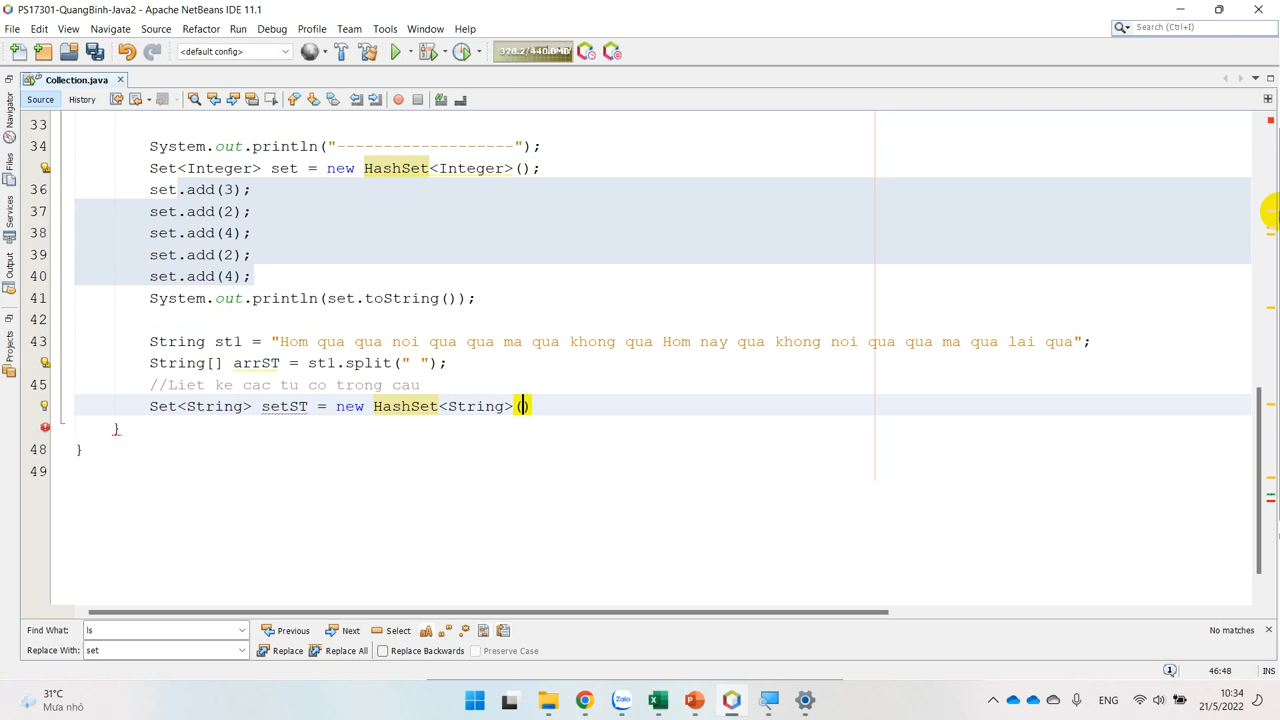 PS17301-QuangBinh-Java2 - Apache NetBeans IDE 11.1
File Edit View Navigate Source Refactor Run Debug Profile Team Tools Window Help
Search (Ctrl+I)
<default config>
320.2/440.0MB
Collection.java
Source History
Navigator
Files
Services
Output
Projects
33
34 System.out.println("-------------------");
Set<Integer> set = new HashSet<Integer>();
36 set.add(3);
37 set.add(2);
38 set.add(4);
39 set.add(2);
40 set.add(4);
41 System.out.println(set.toString());
42
43 String st1 = "Hom qua qua noi qua qua ma qua khong qua Hom nay qua khong noi qua qua ma qua lai qua";
String[] arrST = st1.split(" ");
45 //Liet ke cac tu co trong cau
Set<String> setST = new HashSet<String>()
}
48 }
49
Find What: ls Previous Next Select No matches
Replace With: set Replace Replace All Replace Backwards Preserve Case
1 46:48 INS
31°C
Mưa nhỏ
Zalo
ENG
10:34
21/5/2022